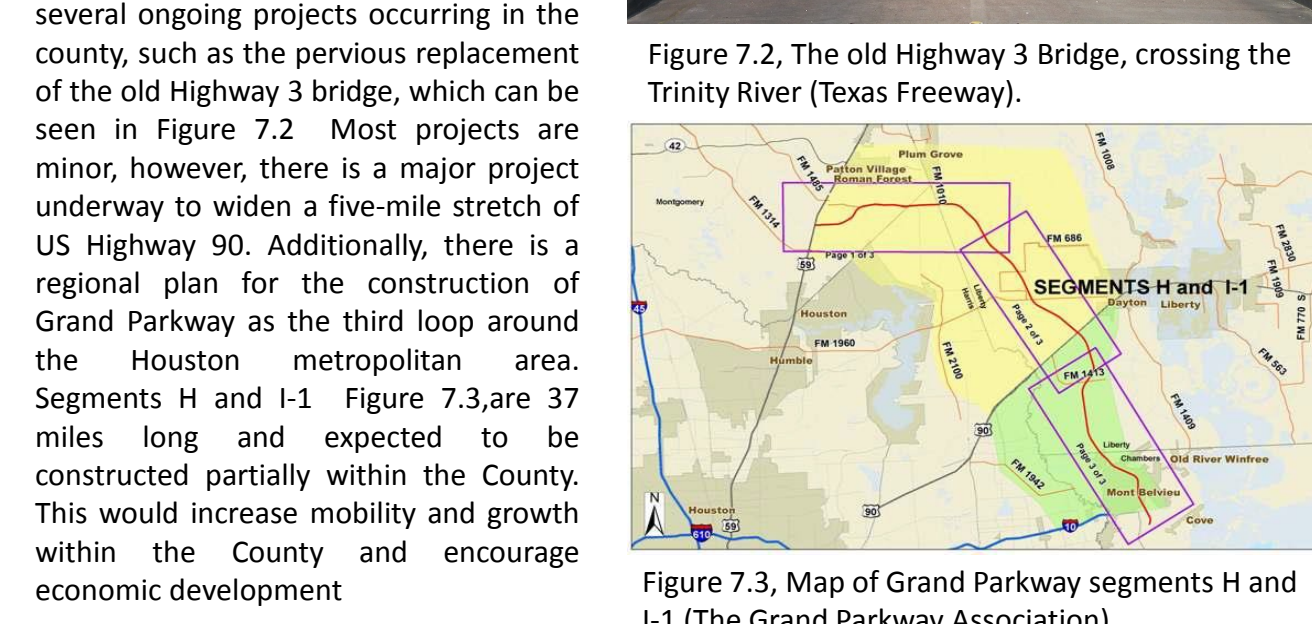 several ongoing projects occurring in the
county, such as the pervious replacement
of the old Highway 3 bridge, which can be
seen in Figure 7.2 Most projects are
minor, however, there is a major project
underway to widen a five-mile stretch of
US Highway 90. Additionally, there is a
regional plan for the construction of
Grand Parkway as the third loop around
the Houston metropolitan area.
Segments H and I-1 Figure 7.3,are 37
miles long and expected to be
constructed partially within the County.
This would increase mobility and growth
within the County and encourage
economic development
Figure 7.2, The old Highway 3 Bridge, crossing the
Trinity River (Texas Freeway).
42
FM 1008
Plum Grove
FM 1485
Patton Village
Roman Forest
FM 1010
Montgomery
FM 1314
FM 686
FM 2830
Page 1 of 3
59
FM 1909
SEGMENTS H and I-1
Liberty
Harris
Dayton
Liberty
FM 770 S
45
Houston
Page 2 of 3
FM 1960
Humble
FM 2100
FM 563
FM 1413
FM 1409
90
Liberty
Chambers
Old River Winfree
Page 3 of 3
FM 1942
Mont Belvieu
N
Houston
59
90
610
10
Cove
Figure 7.3, Map of Grand Parkway segments H and
I-1 (The Grand Parkway Association)